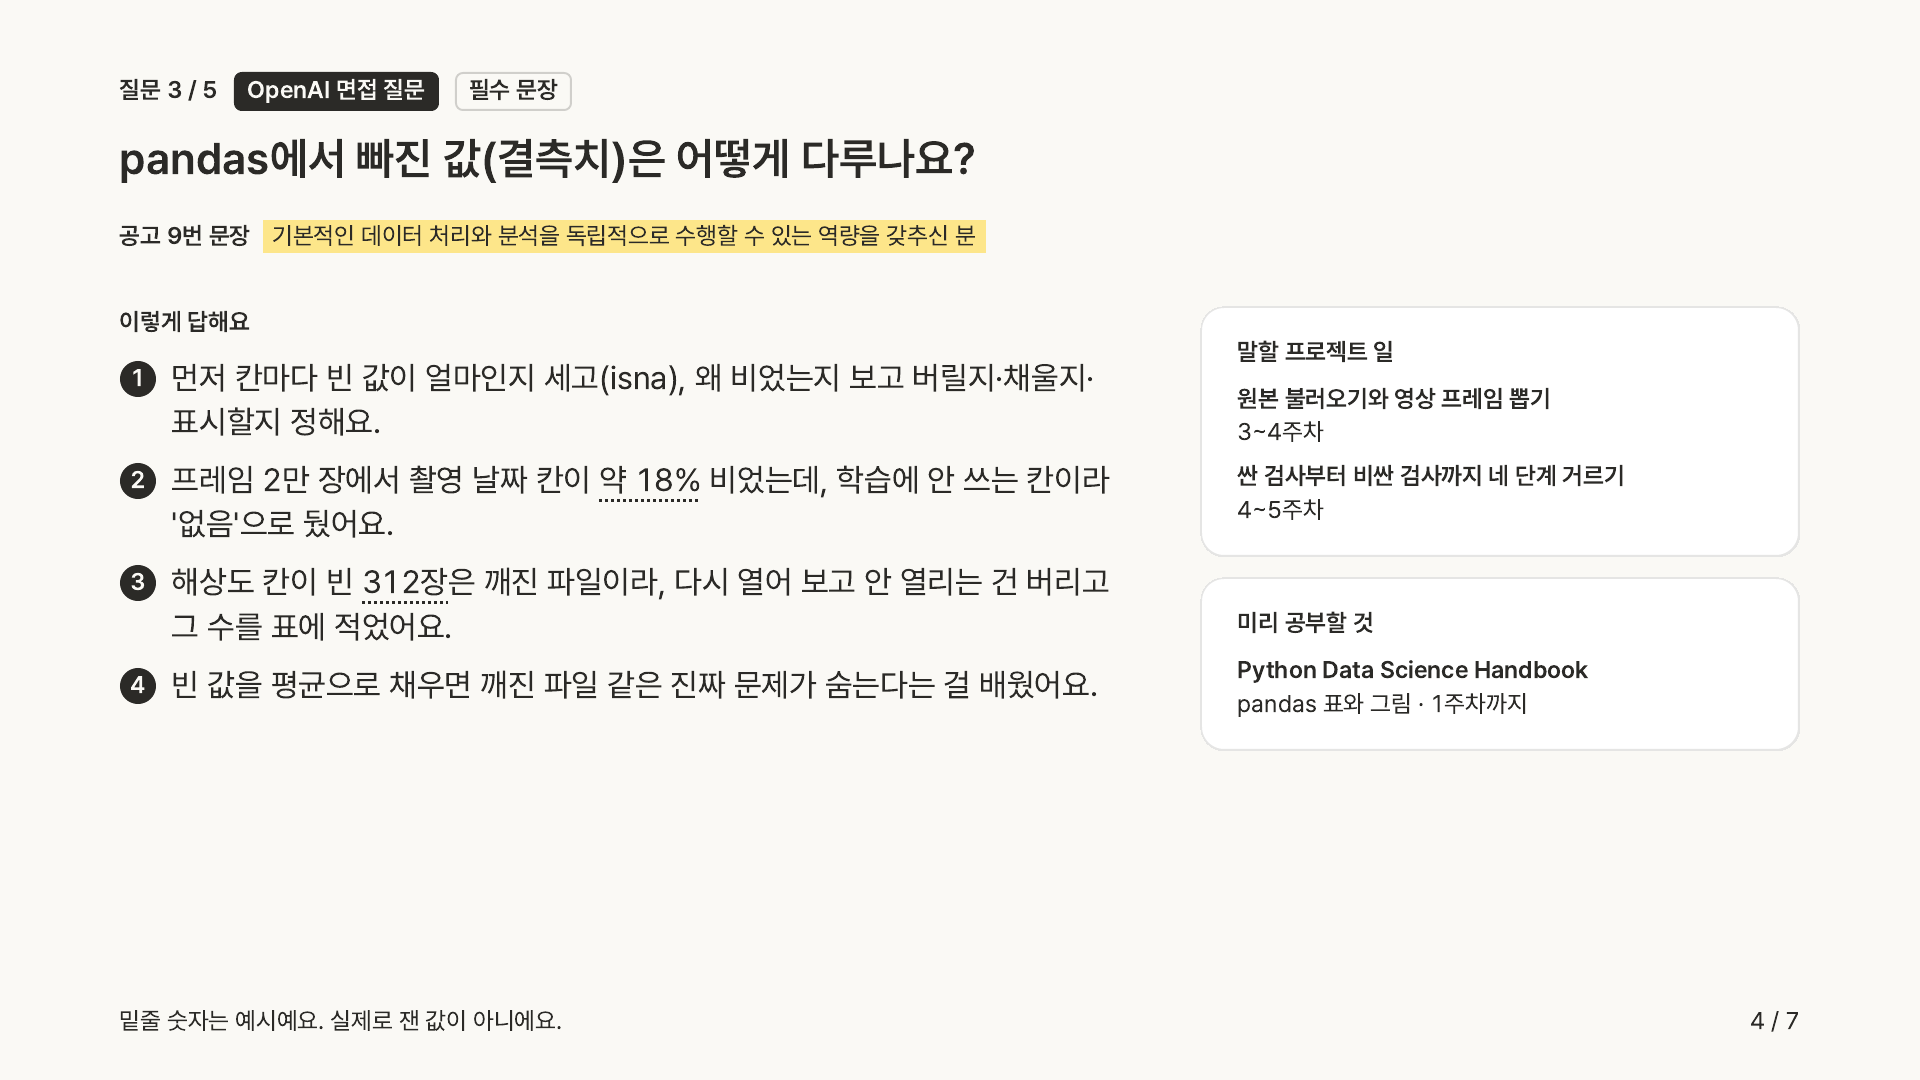 질문 3 / 5 OpenAI 면접 질문 필수 문장
pandas에서 빠진 값(결측치)은 어떻게 다루나요?
공고 9번 문장 기본적인 데이터 처리와 분석을 독립적으로 수행할 수 있는 역량을 갖추신 분
이렇게 답해요
1 먼저 칸마다 빈 값이 얼마인지 세고(isna), 왜 비었는지 보고 버릴지·채울지·
표시할지 정해요.
2 프레임 2만 장에서 촬영 날짜 칸이 약 18% 비었는데, 학습에 안 쓰는 칸이라
'없음'으로 뒀어요.
3 해상도 칸이 빈 312장은 깨진 파일이라, 다시 열어 보고 안 열리는 건 버리고
그 수를 표에 적었어요.
4 빈 값을 평균으로 채우면 깨진 파일 같은 진짜 문제가 숨는다는 걸 배웠어요.
말할 프로젝트 일
원본 불러오기와 영상 프레임 뽑기
3~4주차
싼 검사부터 비싼 검사까지 네 단계 거르기
4~5주차
미리 공부할 것
Python Data Science Handbook
pandas 표와 그림 · 1주차까지
밑줄 숫자는 예시예요. 실제로 잰 값이 아니에요.
4 / 7